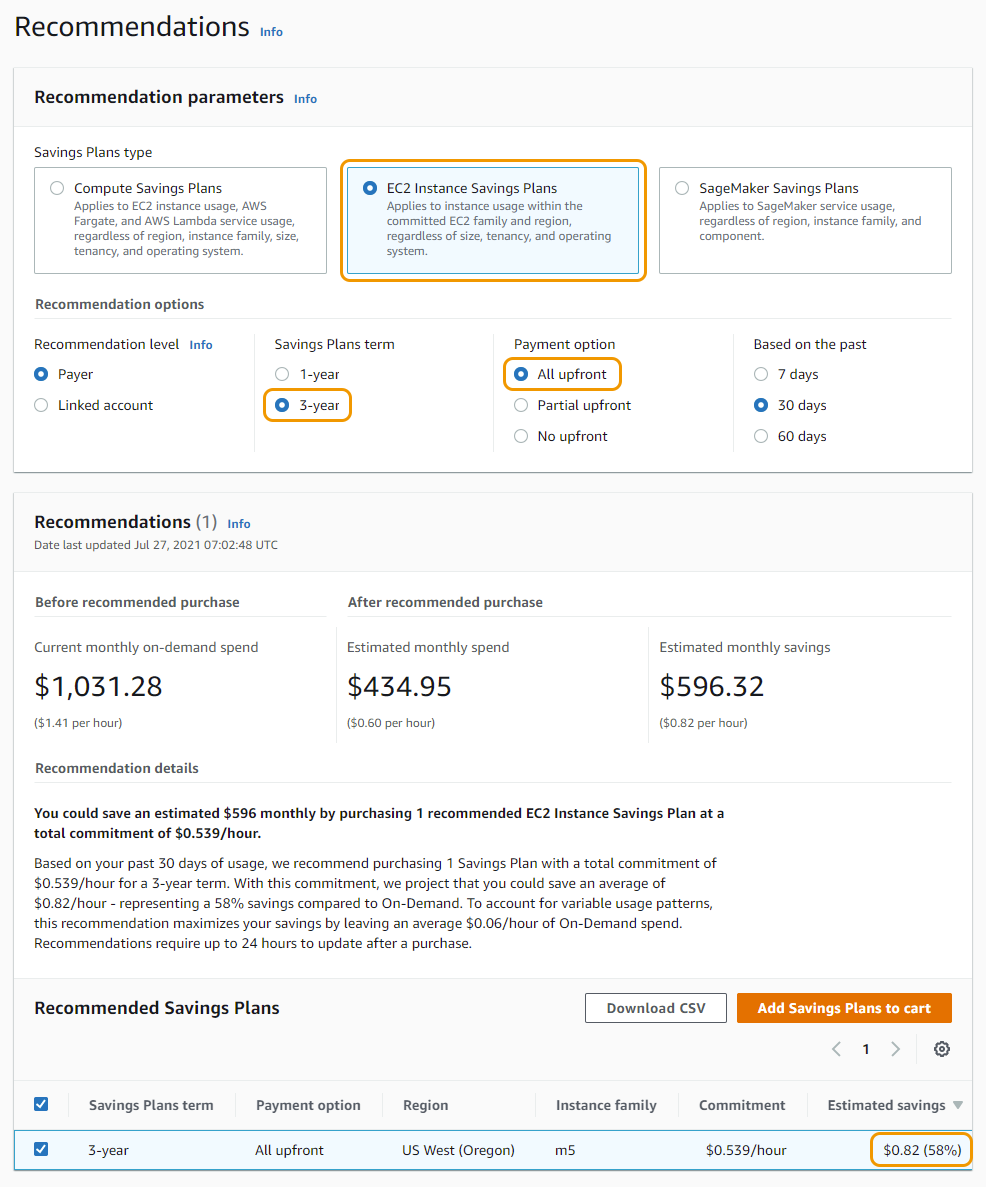 Recommendations Info
Recommendation parameters Info
Savings Plans type
Compute Savings Plans
Applies to EC2 instance usage, AWS
Fargate, and AWS Lambda service usage,
regardless of region, instance family, size,
tenancy, and operating system.
EC2 Instance Savings Plans
Applies to instance usage within the
committed EC2 family and region,
regardless of size, tenancy, and operating
system.
SageMaker Savings Plans
Applies to SageMaker service usage,
regardless of region, instance family, and
component.
Recommendation options
Recommendation level Info
Payer
Linked account
Savings Plans term
1-year
3-year
Payment option
All upfront
Partial upfront
No upfront
Based on the past
7 days
30 days
60 days
Recommendations (1) Info
Date last updated Jul 27, 2021 07:02:48 UTC
Before recommended purchase
After recommended purchase
Current monthly on-demand spend
$1,031.28
($1.41 per hour)
Estimated monthly spend
$434.95
($0.60 per hour)
Estimated monthly savings
$596.32
($0.82 per hour)
Recommendation details
You could save an estimated $596 monthly by purchasing 1 recommended EC2 Instance Savings Plan at a
total commitment of $0.539/hour.
Based on your past 30 days of usage, we recommend purchasing 1 Savings Plan with a total commitment of
$0.539/hour for a 3-year term. With this commitment, we project that you could save an average of
$0.82/hour - representing a 58% savings compared to On-Demand. To account for variable usage patterns,
this recommendation maximizes your savings by leaving an average $0.06/hour of On-Demand spend.
Recommendations require up to 24 hours to update after a purchase.
Recommended Savings Plans
Download CSV
Add Savings Plans to cart
1
Savings Plans term Payment option Region Instance family Commitment Estimated savings
3-year All upfront US West (Oregon) m5 $0.539/hour $0.82 (58%)